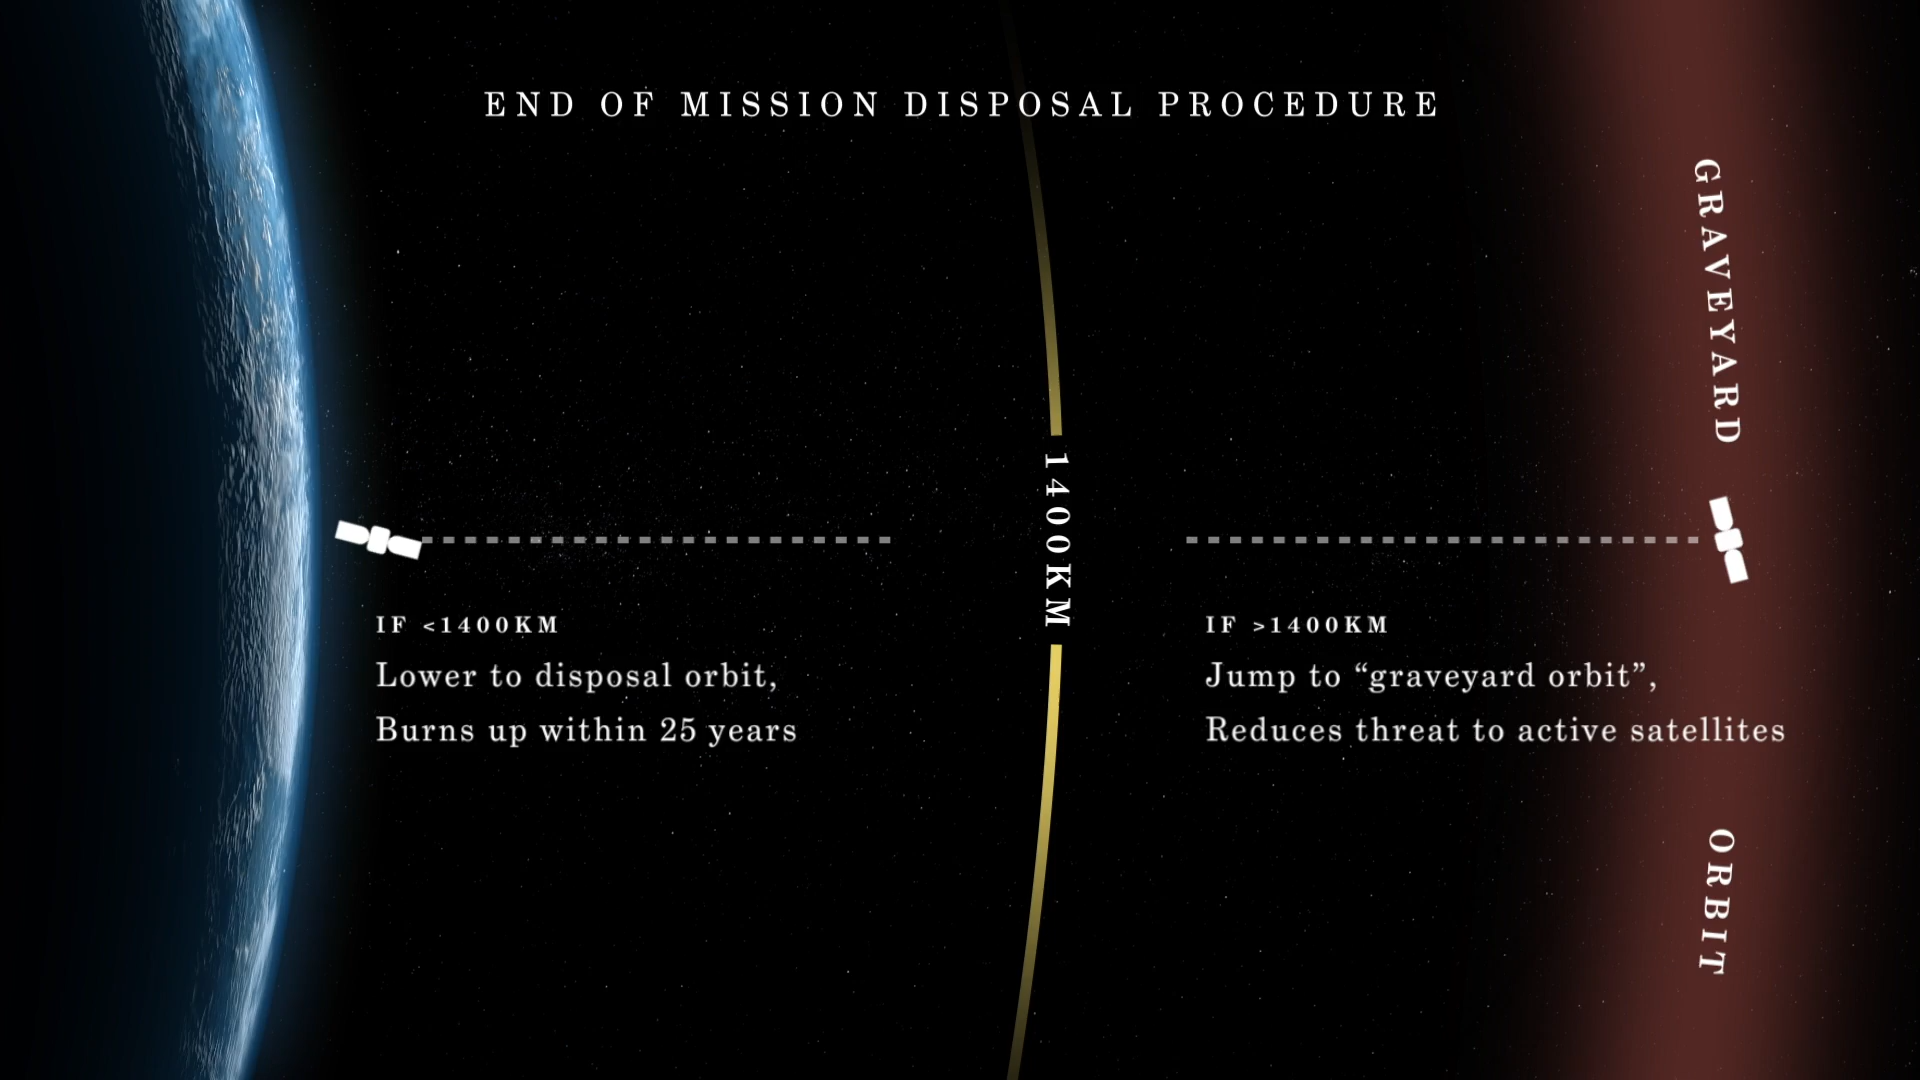 END OF MISSION DISPOSAL PROCEDURE
GRAVEYARD
1400KM
IF <1400KM
Lower to disposal orbit,
Burns up within 25 years
IF >1400KM
Jump to “graveyard orbit”,
Reduces threat to active satellites
ORBIT